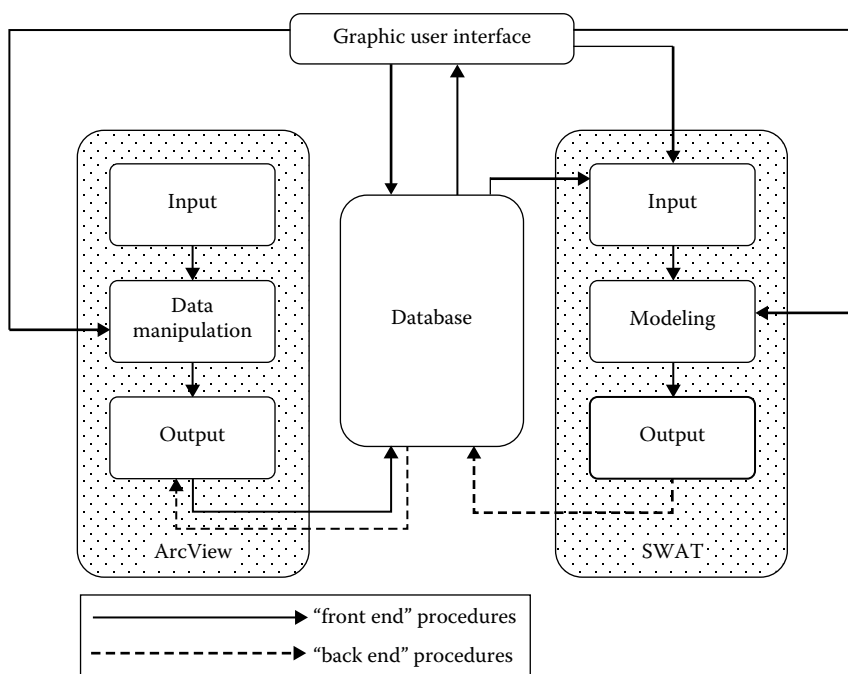 Graphic user interface
Input
Data
manipulation
Output
ArcView
Database
Input
Modeling
Output
SWAT
“front end” procedures
“back end” procedures